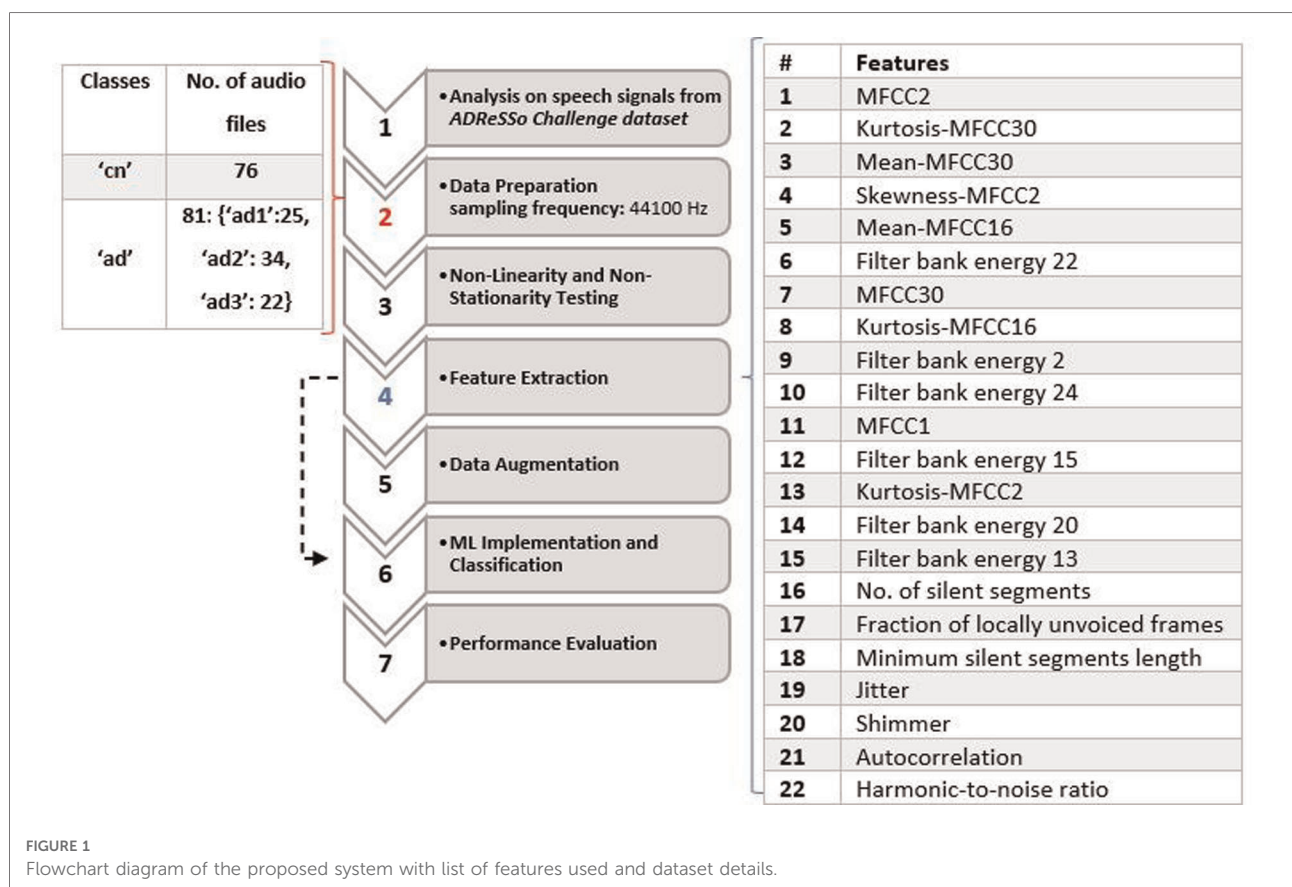 Classes No. of audio
files
‘cn’ 76
‘ad’ 81: {‘ad1’:25,
‘ad2’: 34,
‘ad3’: 22}
1
•Analysis on speech signals from
ADReSSo Challenge dataset
2
•Data Preparation
sampling frequency: 44100 Hz
3
•Non-Linearity and Non-
Stationarity Testing
4
•Feature Extraction
5
•Data Augmentation
6
•ML Implementation and
Classification
7
•Performance Evaluation
# Features
1 MFCC2
2 Kurtosis-MFCC30
3 Mean-MFCC30
4 Skewness-MFCC2
5 Mean-MFCC16
6 Filter bank energy 22
7 MFCC30
8 Kurtosis-MFCC16
9 Filter bank energy 2
10 Filter bank energy 24
11 MFCC1
12 Filter bank energy 15
13 Kurtosis-MFCC2
14 Filter bank energy 20
15 Filter bank energy 13
16 No. of silent segments
17 Fraction of locally unvoiced frames
18 Minimum silent segments length
19 Jitter
20 Shimmer
21 Autocorrelation
22 Harmonic-to-noise ratio
FIGURE 1
Flowchart diagram of the proposed system with list of features used and dataset details.